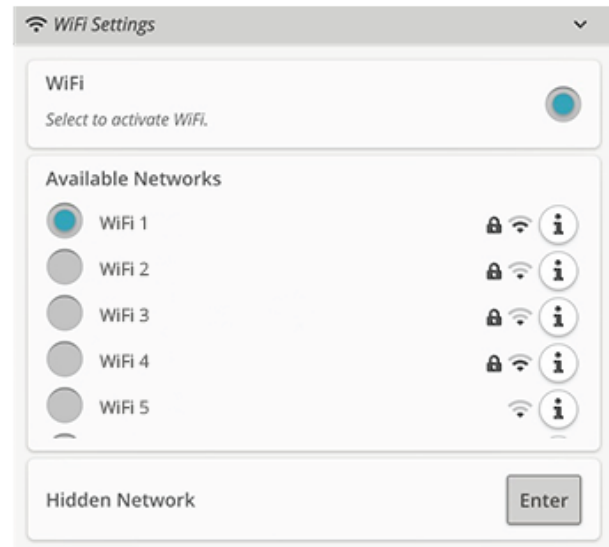 WiFi Settings
WiFi
Select to activate WiFi.
Available Networks
WiFi 1
WiFi 2
WiFi 3
WiFi 4
WiFi 5
Hidden Network
Enter